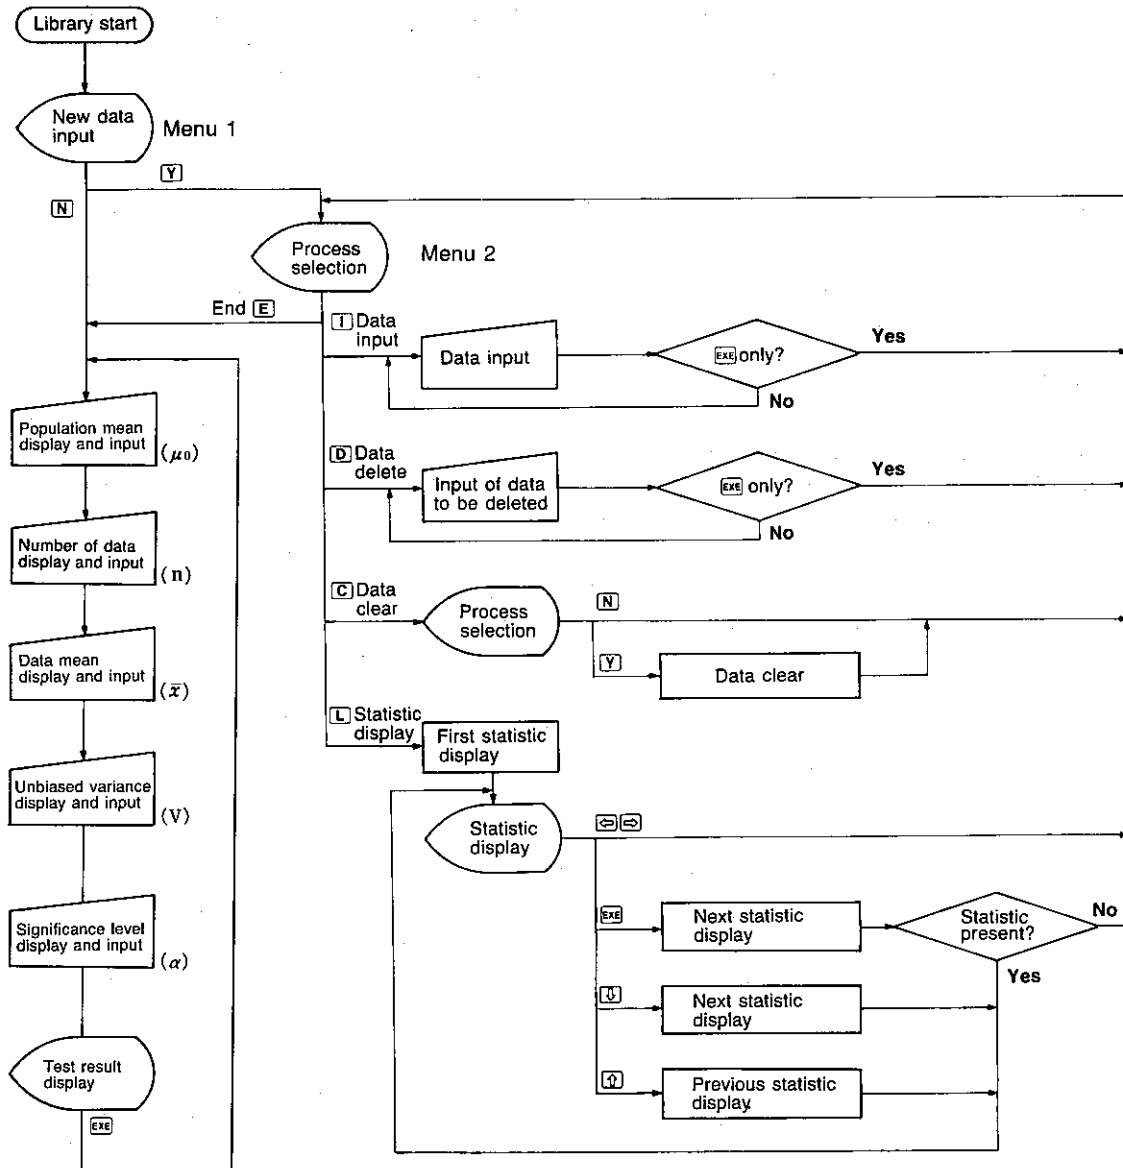 Library start
New data
input
Menu 1
Y
N
Process
selection
Menu 2
End E
I Data
input
Data input
EXE only?
Yes
No
Population mean
display and input
(μ0)
D Data
delete
Input of data
to be deleted
EXE only?
Yes
No
Number of data
display and input
(n)
C Data
clear
Process
selection
N
Y
Data clear
Data mean
display and input
(x̄)
L Statistic
display
First statistic
display
Unbiased variance
display and input
(V)
Statistic
display
⇦ ⇨
Significance level
display and input
(α)
EXE
Next statistic
display
Statistic
present?
No
Yes
⇩
Next statistic
display
Test result
display
⇧
Previous statistic
display
EXE